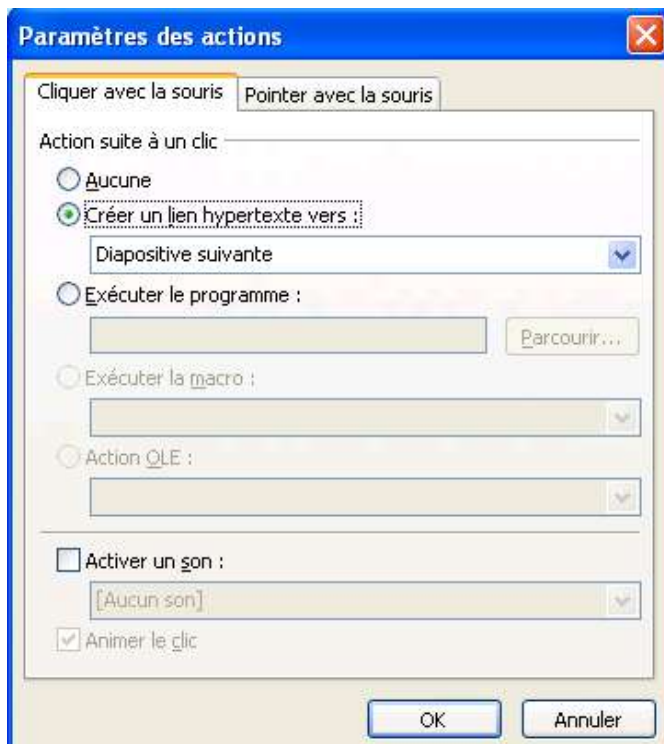 Paramètres des actions
Cliquer avec la souris Pointer avec la souris
Action suite à un clic
Aucune
Créer un lien hypertexte vers :
Diapositive suivante
Exécuter le programme :
Parcourir...
Exécuter la macro :
Action OLE :
Activer un son :
[Aucun son]
Animer le clic
OK Annuler